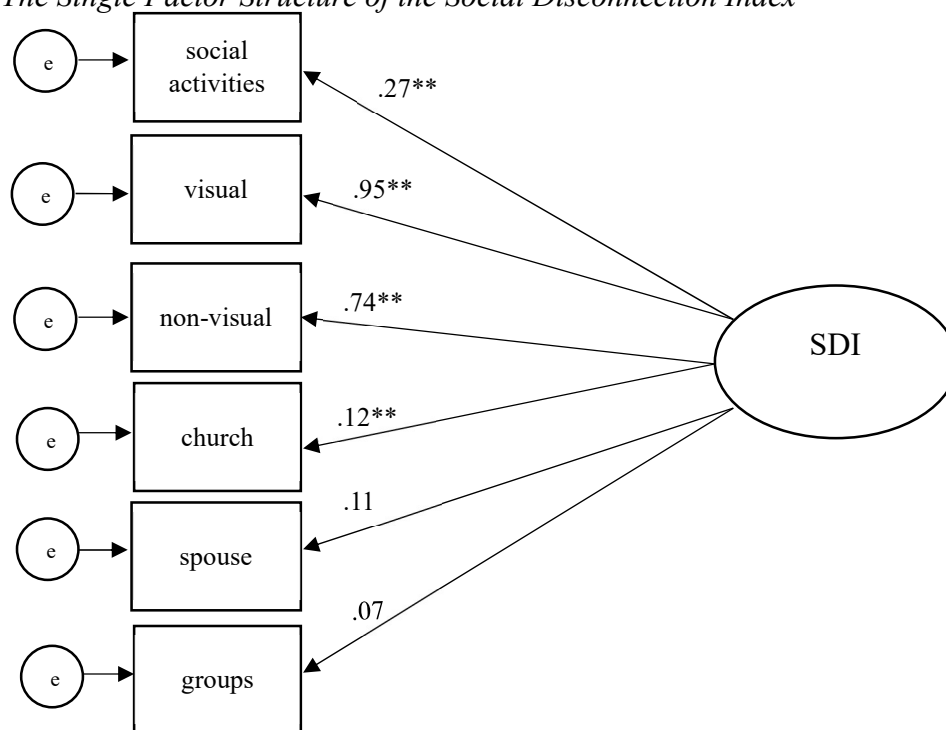 The Single Factor Structure of the Social Disconnection Index
e
social
activities
.27**
e
visual
.95**
e
non-visual
.74**
SDI
e
church
.12**
e
spouse
.11
e
groups
.07